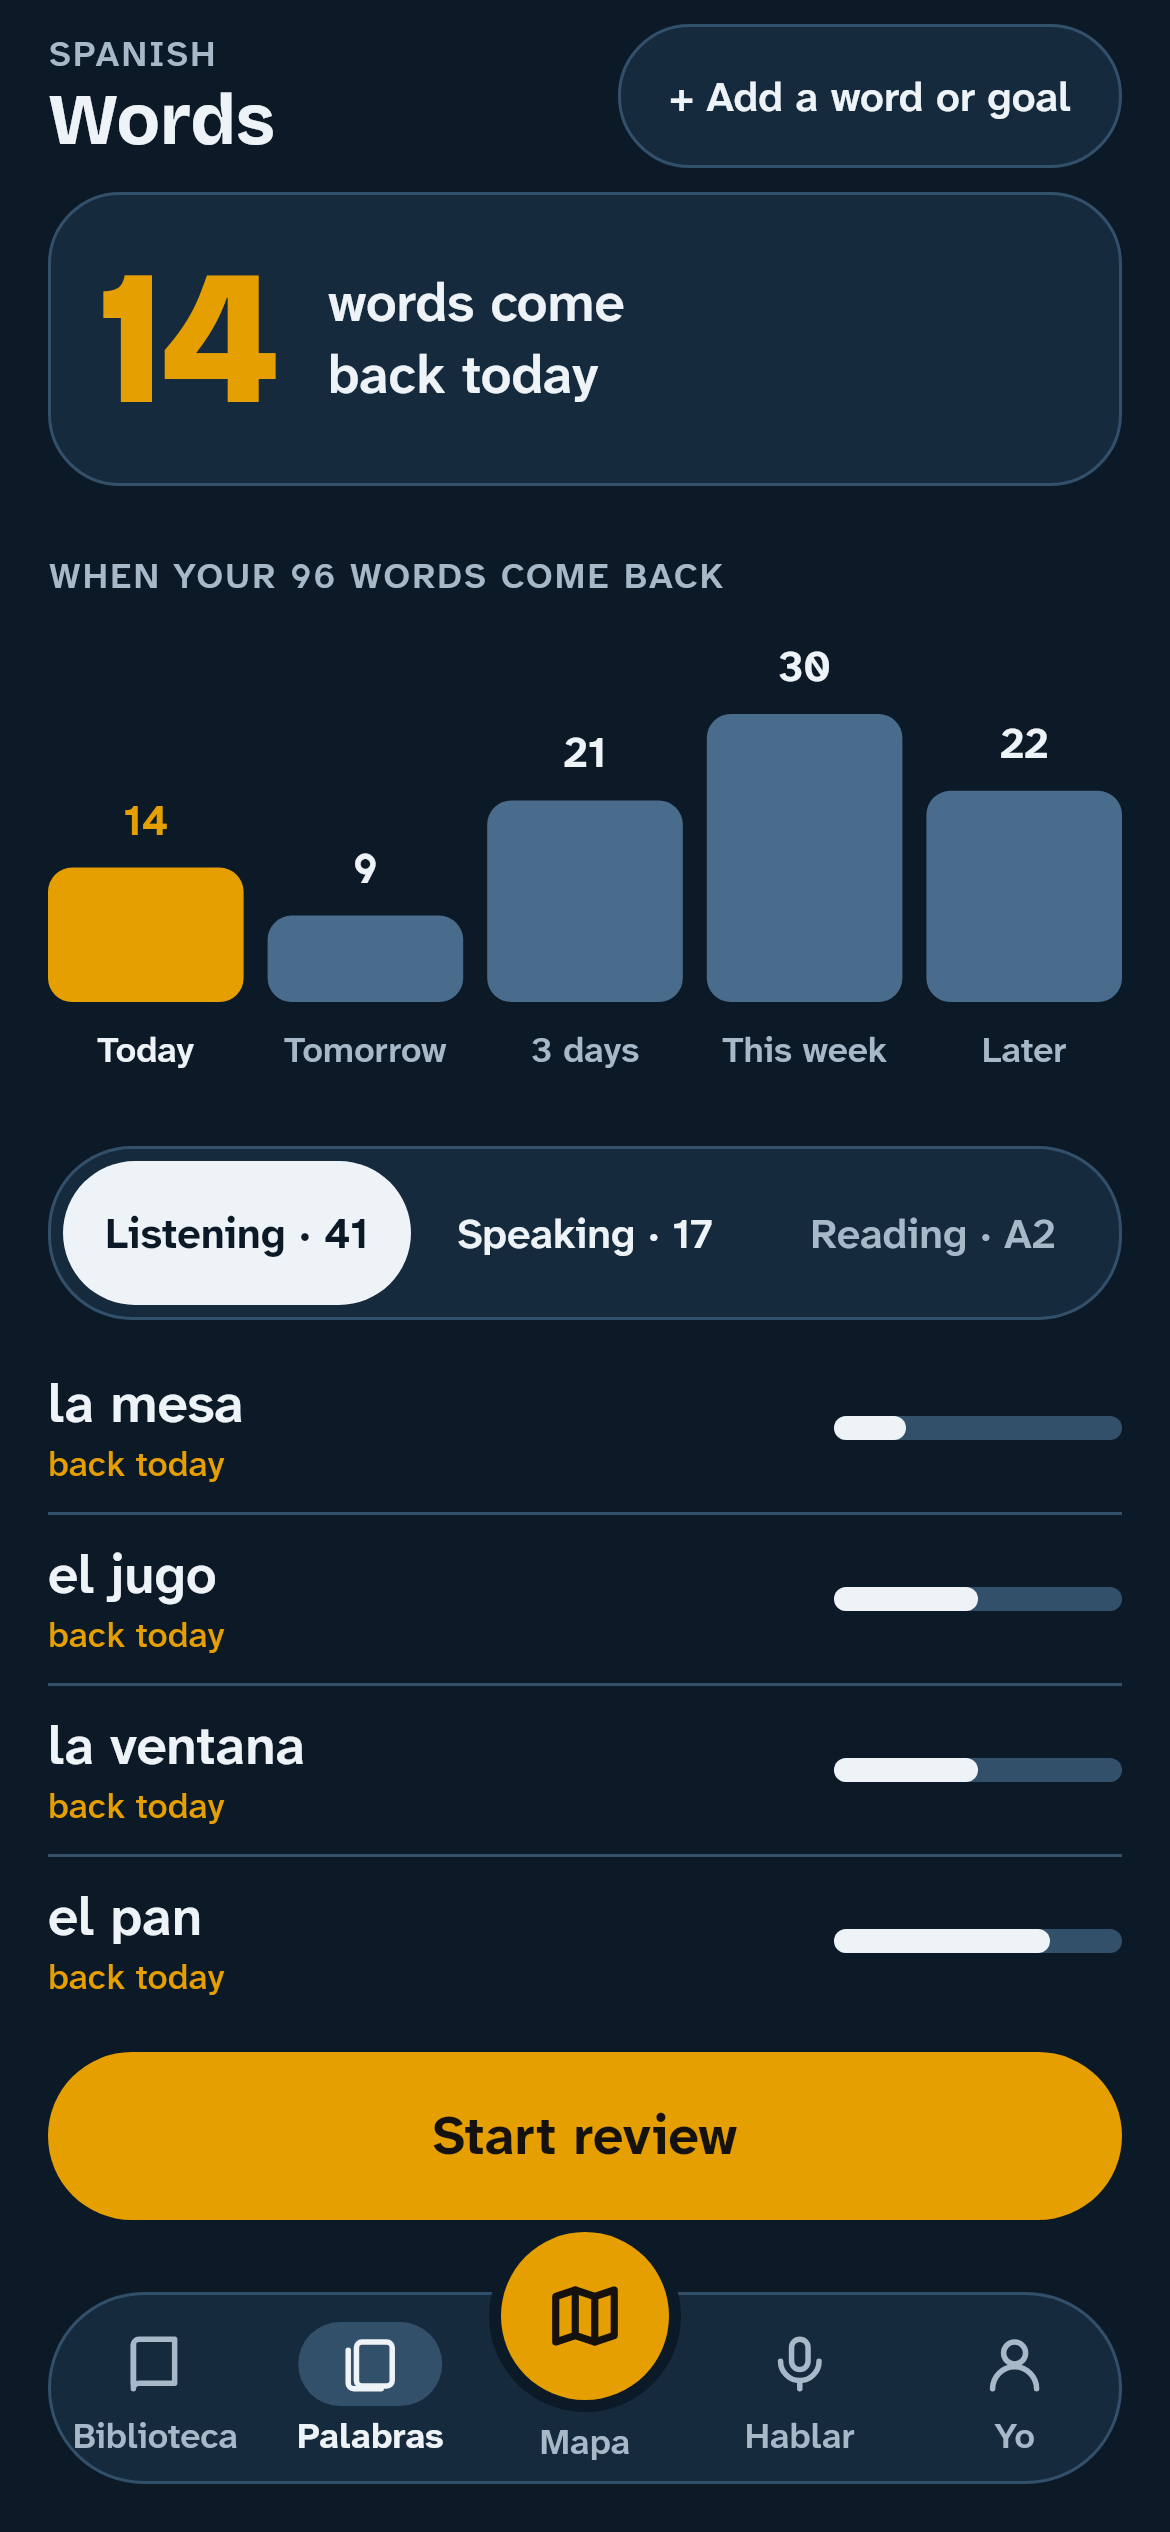 SPANISH
Words
+ Add a word or goal
14
words come
back today
WHEN YOUR 96 WORDS COME BACK
14
9
21
30
22
Today
Tomorrow
3 days
This week
Later
Listening · 41
Speaking · 17
Reading · A2
la mesa
back today
el jugo
back today
la ventana
back today
el pan
back today
Start review
Biblioteca
Palabras
Mapa
Hablar
Yo